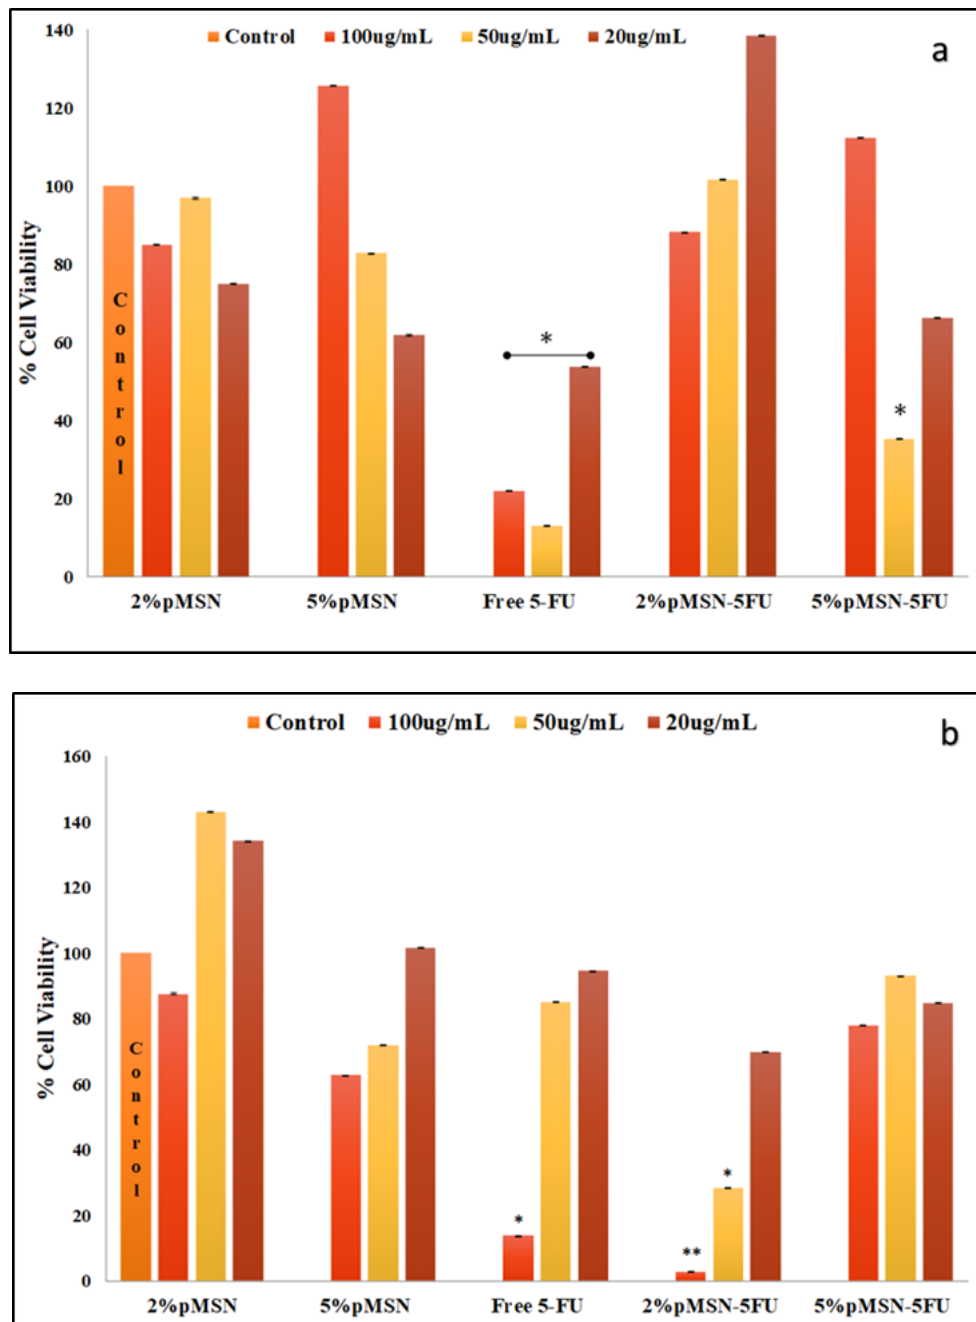 a
Control 100ug/mL 50ug/mL 20ug/mL
% Cell Viability
140
120
100
80
60
40
20
0
Control
*
*
2%pMSN 5%pMSN Free 5-FU 2%pMSN-5FU 5%pMSN-5FU
b
Control 100ug/mL 50ug/mL 20ug/mL
% Cell Viability
160
140
120
100
80
60
40
20
0
Control
*
**
*
2%pMSN 5%pMSN Free 5-FU 2%pMSN-5FU 5%pMSN-5FU